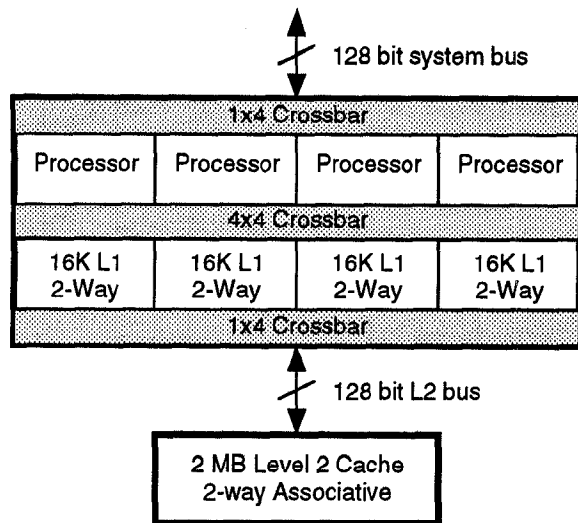 128 bit system bus
1x4 Crossbar
Processor Processor Processor Processor
4x4 Crossbar
16K L1 16K L1 16K L1 16K L1
2-Way 2-Way 2-Way 2-Way
1x4 Crossbar
128 bit L2 bus
2 MB Level 2 Cache
2-way Associative